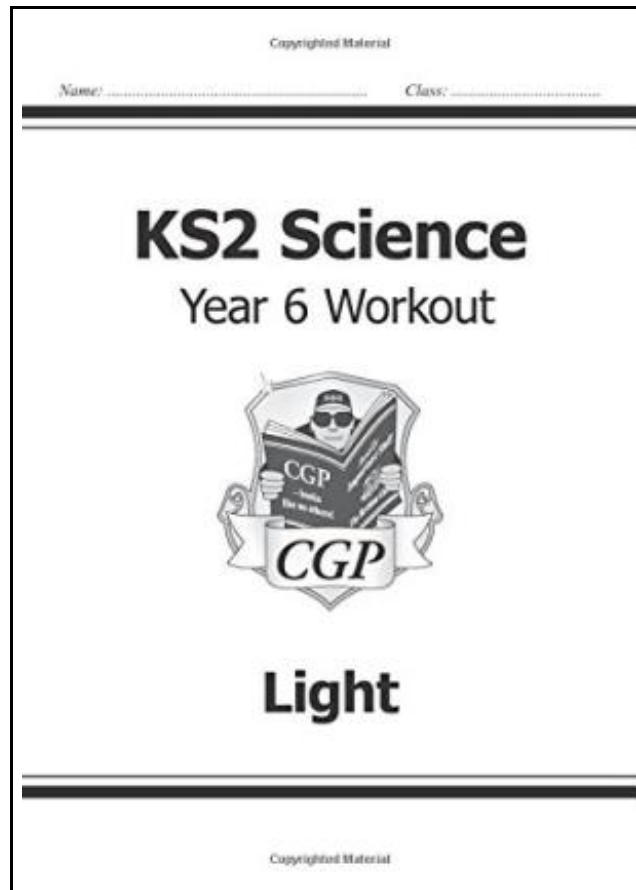 Copyrighted Material
Name: ............................................................ Class: ...................................
KS2 Science
Year 6 Workout
CGP
CGP
Light
Copyrighted Material